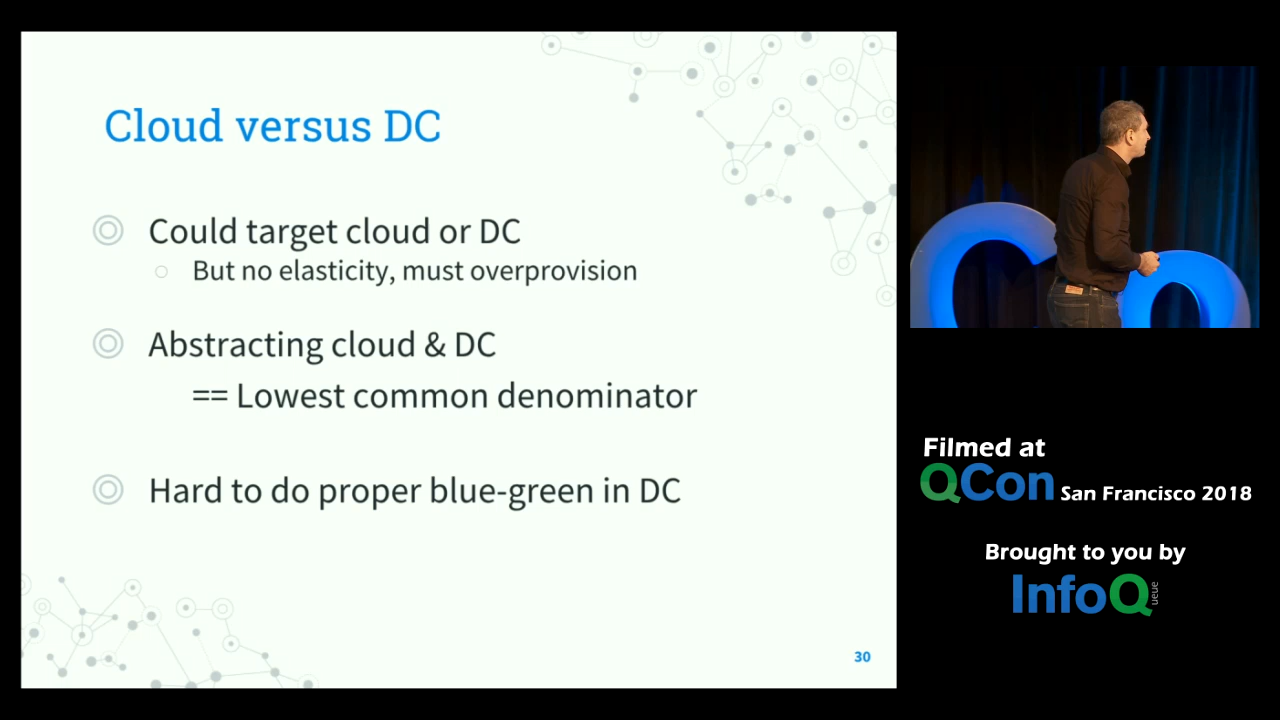 Cloud versus DC
Could target cloud or DC
But no elasticity, must overprovision
Abstracting cloud & DC
== Lowest common denominator
Hard to do proper blue-green in DC
30
Filmed at
QCon San Francisco 2018
Brought to you by
InfoQueue